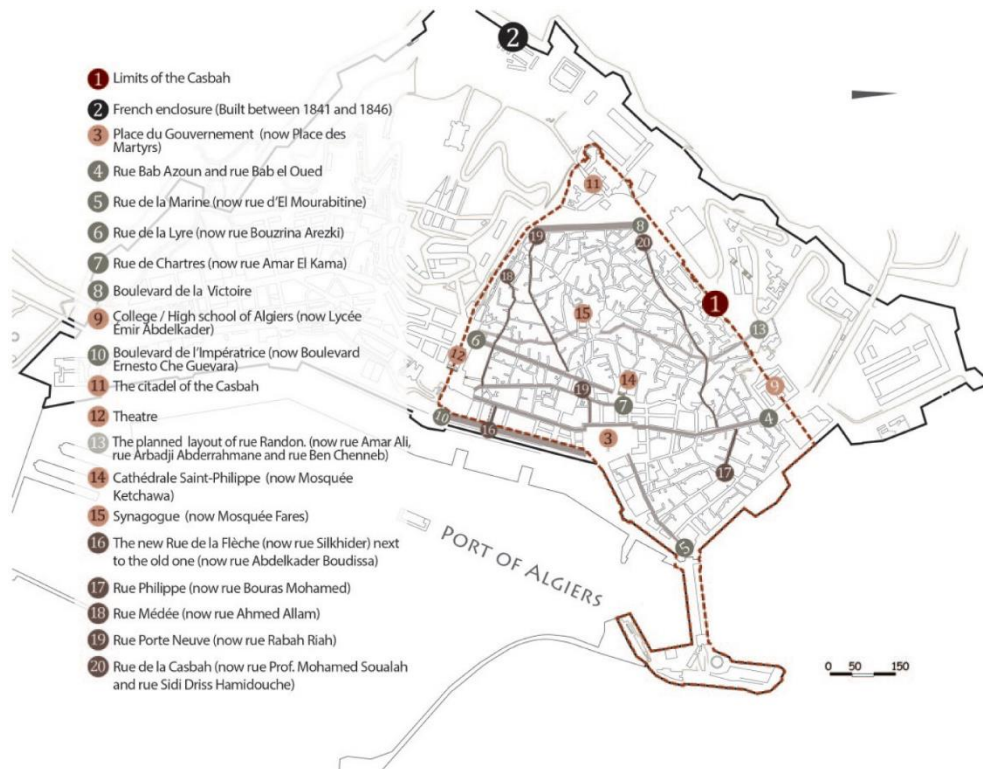 1 Limits of the Casbah
2 French enclosure (Built between 1841 and 1846)
3 Place du Gouvernement (now Place des
Martyrs)
4 Rue Bab Azoun and rue Bab el Oued
5 Rue de la Marine (now rue d'El Mourabitine)
6 Rue de la Lyre (now rue Bouzrina Arezki)
7 Rue de Chartres (now rue Amar El Kama)
8 Boulevard de la Victoire
9 College / High school of Algiers (now Lycée
Émir Abdelkader)
10 Boulevard de l'Impératrice (now Boulevard
Ernesto Che Guevara)
11 The citadel of the Casbah
12 Theatre
13 The planned layout of rue Randon. (now rue Amar Ali,
rue Arbadji Abderrahmane and rue Ben Chenneb)
14 Cathédrale Saint-Philippe (now Mosquée
Ketchawa)
15 Synagogue (now Mosquée Fares)
16 The new Rue de la Flèche (now rue Silkhider) next
to the old one (now rue Abdelkader Boudissa)
17 Rue Philippe (now Bouras Mohamed)
18 Rue Médée (now rue Ahmed Allam)
19 Rue Porte Neuve (now rue Rabah Riah)
20 Rue de la Casbah (now rue Prof. Mohamed Soualah
and rue Sidi Driss Hamidouche)
2
11
19
8
20
18
1
15
13
6
12
14
9
19
7
10
16
3
4
17
5
PORT OF ALGIERS
0 50 150